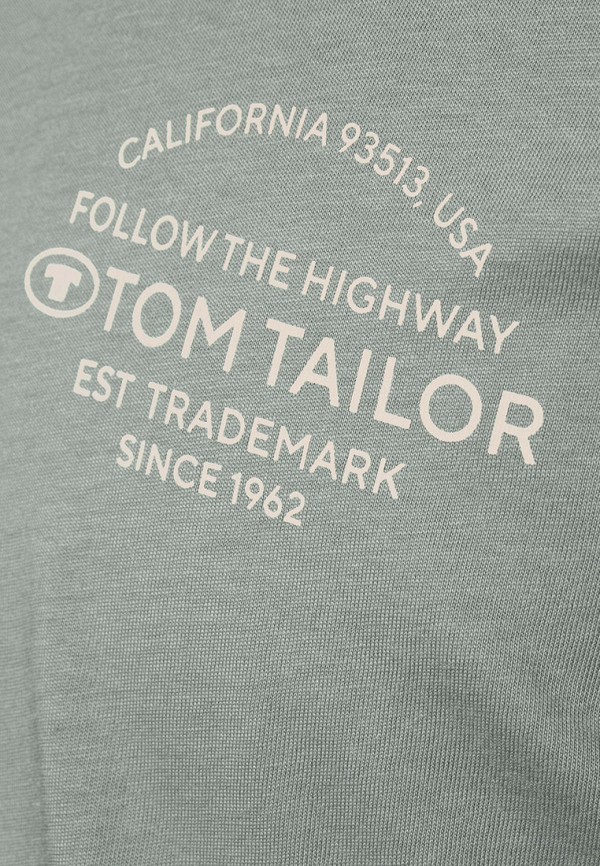 CALIFORNIA 93513, USA
FOLLOW THE HIGHWAY
TOM TAILOR
EST TRADEMARK
SINCE 1962